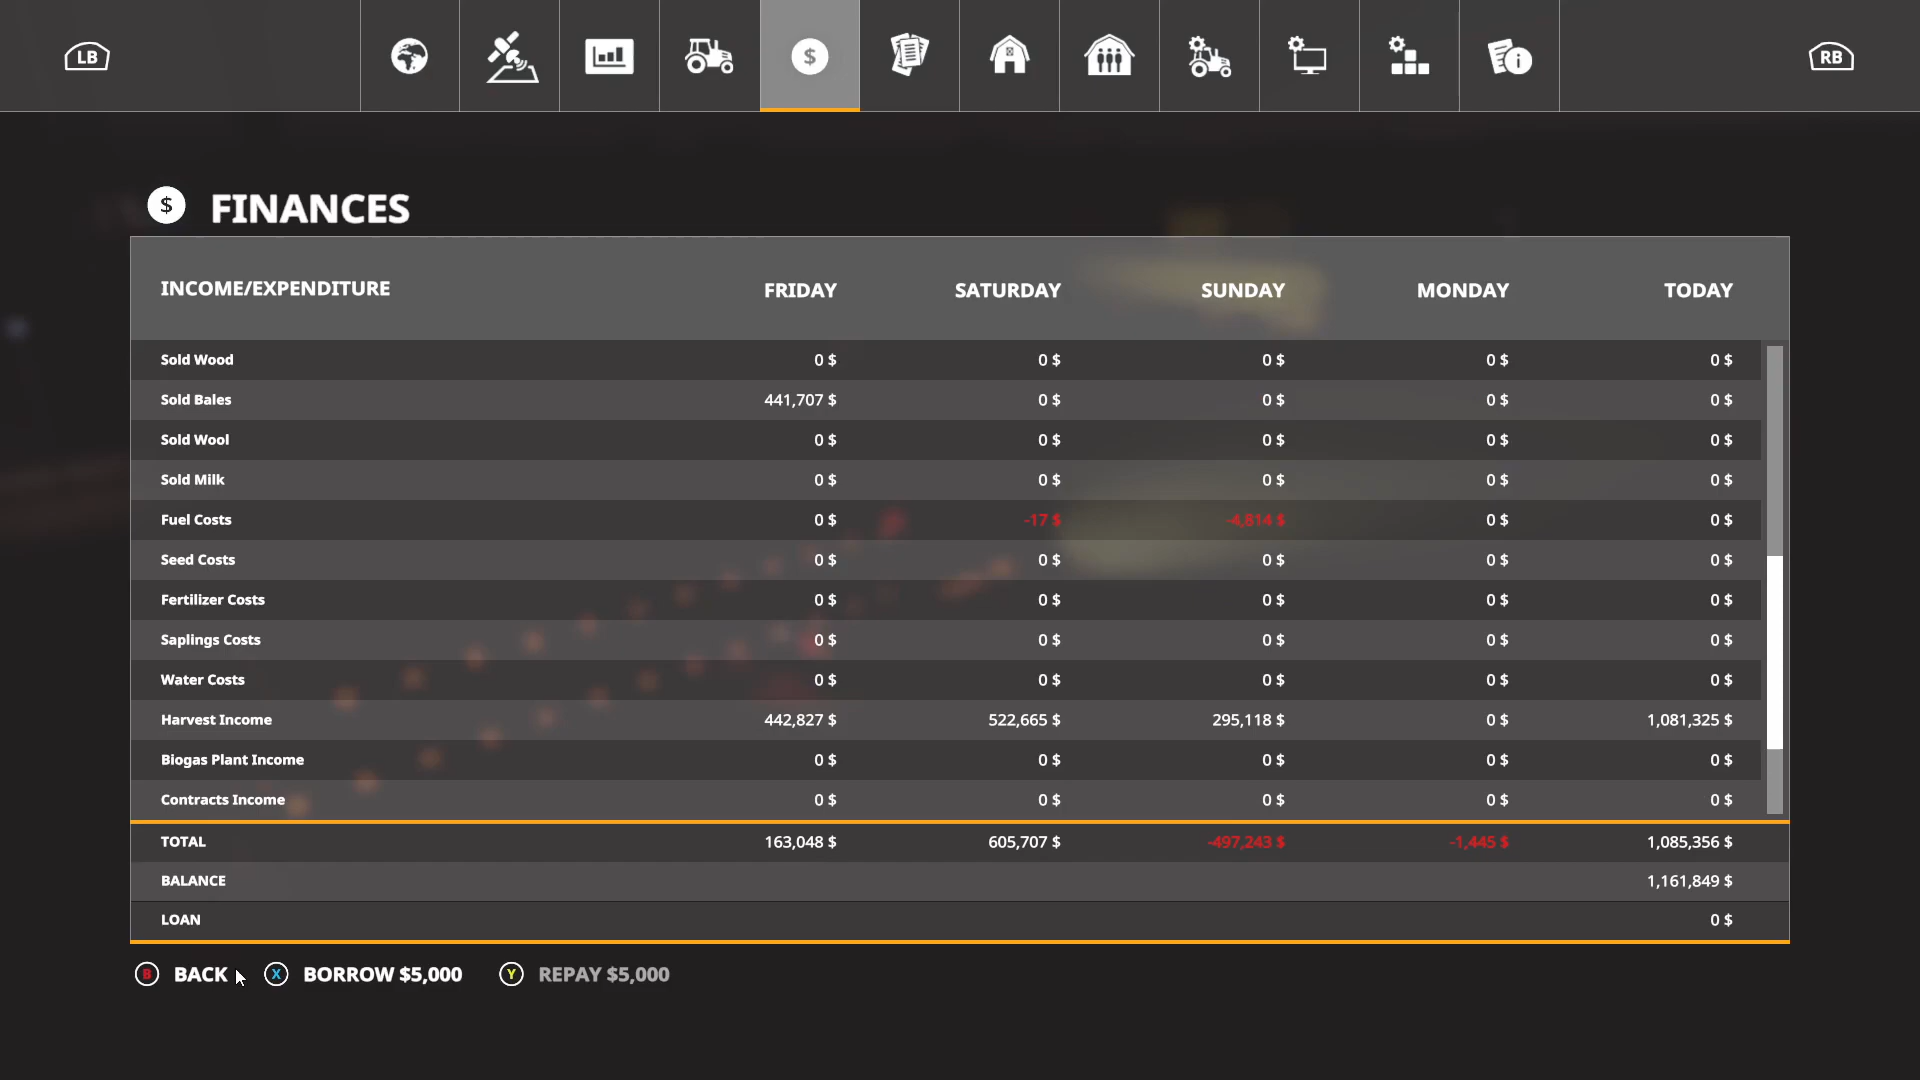 LB
$
i
RB
$ FINANCES
INCOME/EXPENDITURE FRIDAY SATURDAY SUNDAY MONDAY TODAY
Sold Wood 0 $ 0 $ 0 $ 0 $ 0 $
Sold Bales 441,707 $ 0 $ 0 $ 0 $ 0 $
Sold Wool 0 $ 0 $ 0 $ 0 $ 0 $
Sold Milk 0 $ 0 $ 0 $ 0 $ 0 $
Fuel Costs 0 $ -17 $ -4,814 $ 0 $ 0 $
Seed Costs 0 $ 0 $ 0 $ 0 $ 0 $
Fertilizer Costs 0 $ 0 $ 0 $ 0 $ 0 $
Saplings Costs 0 $ 0 $ 0 $ 0 $ 0 $
Water Costs 0 $ 0 $ 0 $ 0 $ 0 $
Harvest Income 442,827 $ 522,665 $ 295,118 $ 0 $ 1,081,325 $
Biogas Plant Income 0 $ 0 $ 0 $ 0 $ 0 $
Contracts Income 0 $ 0 $ 0 $ 0 $ 0 $
TOTAL 163,048 $ 605,707 $ -497,243 $ -1,445 $ 1,085,356 $
BALANCE 1,161,849 $
LOAN 0 $
B BACK X BORROW $5,000 Y REPAY $5,000